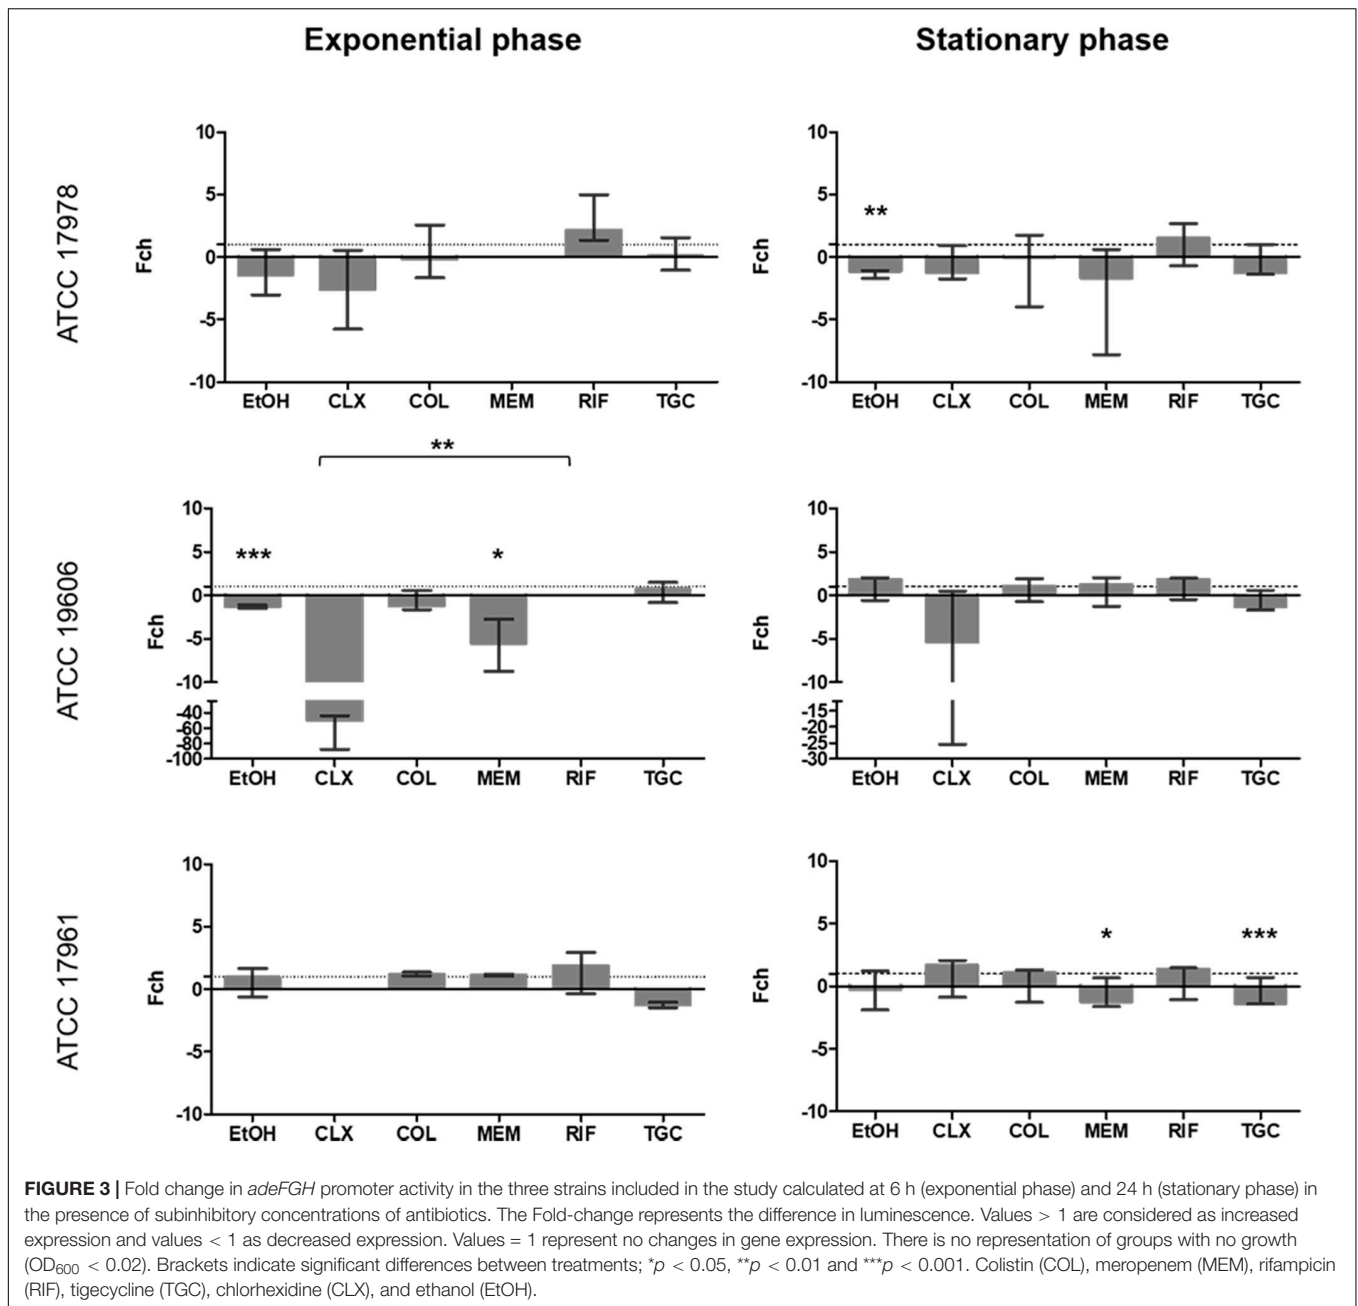 Exponential phase
Stationary phase
ATCC 17978
Fch
10
5
0
-5
-10
EtOH CLX COL MEM RIF TGC
Fch
10
5
0
-5
-10
**
EtOH CLX COL MEM RIF TGC
**
ATCC 19606
Fch
10
5
0
-5
-10
-40
-60
-80
-100
***
*
EtOH CLX COL MEM RIF TGC
Fch
10
5
0
-5
-10
-15
-20
-25
-30
EtOH CLX COL MEM RIF TGC
ATCC 17961
Fch
10
5
0
-5
-10
EtOH CLX COL MEM RIF TGC
Fch
10
5
0
-5
-10
*
***
EtOH CLX COL MEM RIF TGC
FIGURE 3 | Fold change in adeFGH promoter activity in the three strains included in the study calculated at 6 h (exponential phase) and 24 h (stationary phase) in
the presence of subinhibitory concentrations of antibiotics. The Fold-change represents the difference in luminescence. Values > 1 are considered as increased
expression and values < 1 as decreased expression. Values = 1 represent no changes in gene expression. There is no representation of groups with no growth
(OD600 < 0.02). Brackets indicate significant differences between treatments; *p < 0.05, **p < 0.01 and ***p < 0.001. Colistin (COL), meropenem (MEM), rifampicin
(RIF), tigecycline (TGC), chlorhexidine (CLX), and ethanol (EtOH).